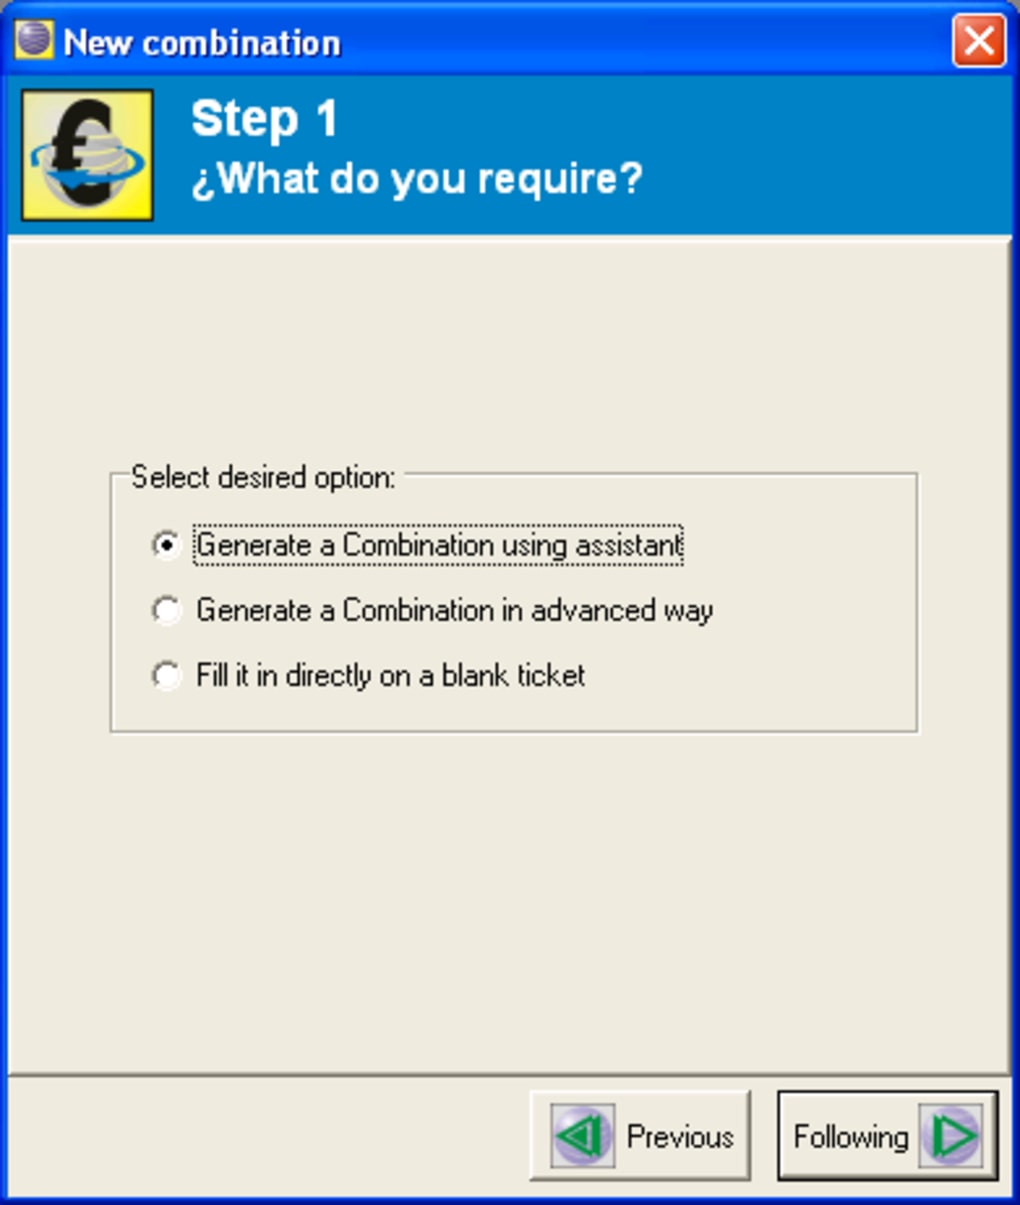 New combination
Step 1
¿What do you require?
Select desired option:
Generate a Combination using assistant
Generate a Combination in advanced way
Fill it in directly on a blank ticket
Previous
Following